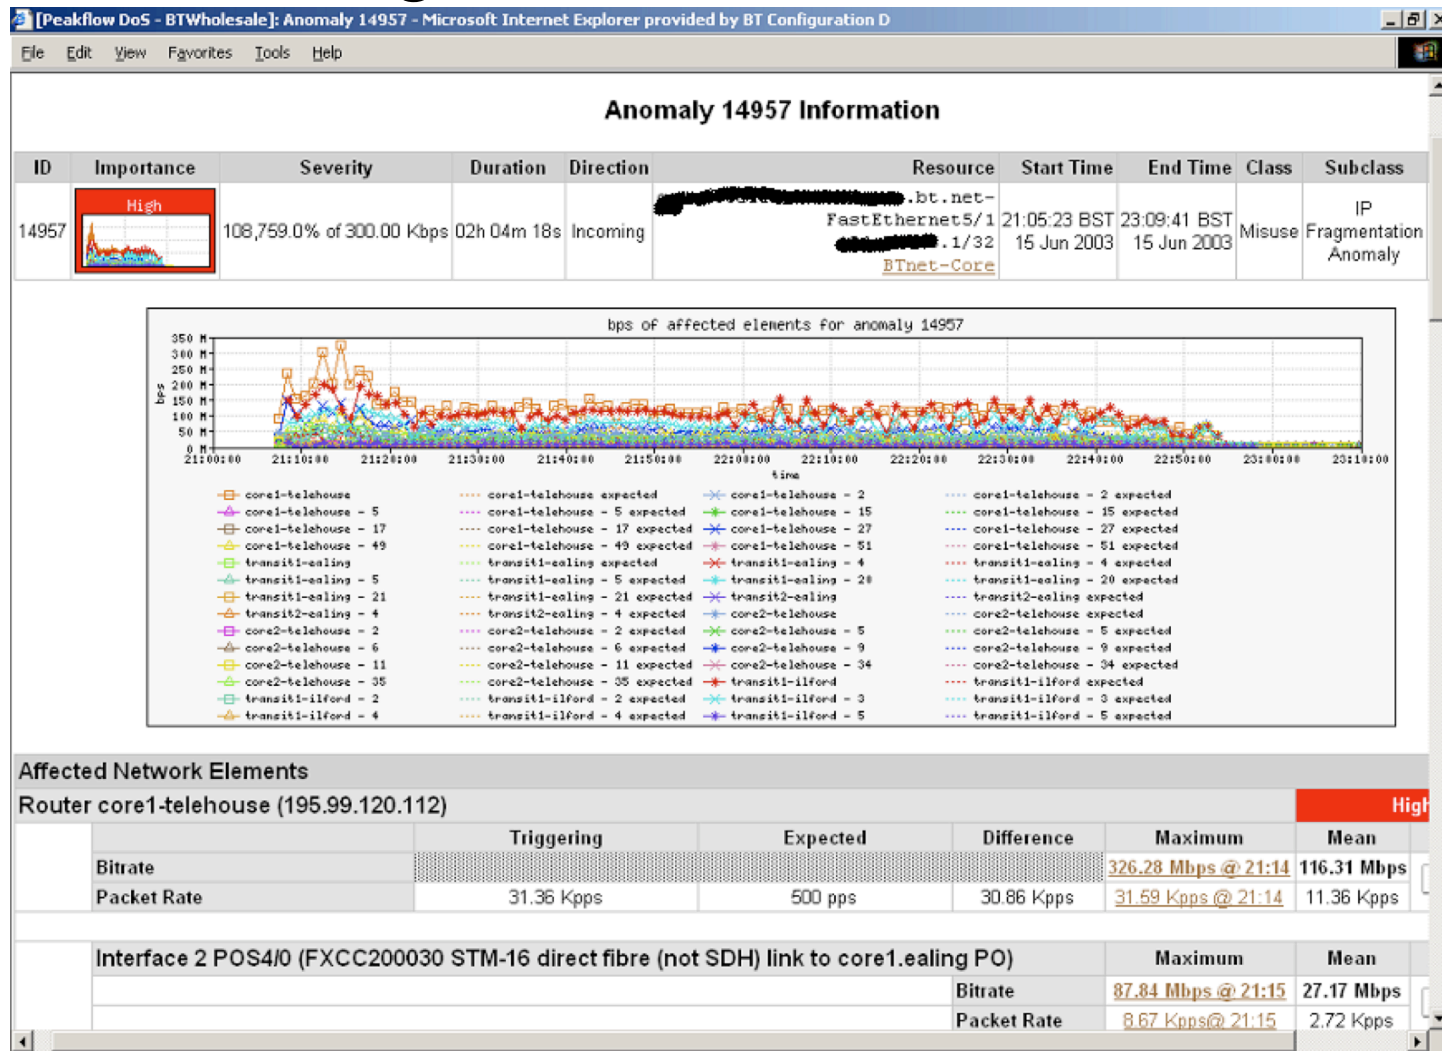 [Peakflow DoS - BTWholesale]: Anomaly 14957 - Microsoft Internet Explorer provided by BT Configuration D
File Edit View Favorites Tools Help
Anomaly 14957 Information
ID Importance Severity Duration Direction Resource Start Time End Time Class Subclass
14957 High 108,759.0% of 300.00 Kbps 02h 04m 18s Incoming .bt.net-FastEthernet5/1 .1/32 BTnet-Core 21:05:23 BST 15 Jun 2003 23:09:41 BST 15 Jun 2003 Misuse IP Fragmentation Anomaly
bps of affected elements for anomaly 14957
350 M
300 M
250 M
200 M
150 M
100 M
50 M
0 M
bps
21:00:00 21:10:00 21:20:00 21:30:00 21:40:00 21:50:00 22:00:00 22:10:00 22:20:00 22:30:00 22:40:00 22:50:00 23:00:00 23:10:00
time
core1-telehouse core1-telehouse expected core1-telehouse - 2 core1-telehouse - 2 expected
core1-telehouse - 5 core1-telehouse - 5 expected core1-telehouse - 15 core1-telehouse - 15 expected
core1-telehouse - 17 core1-telehouse - 17 expected core1-telehouse - 27 core1-telehouse - 27 expected
core1-telehouse - 49 core1-telehouse - 49 expected core1-telehouse - 51 core1-telehouse - 51 expected
transit1-ealing transit1-ealing expected transit1-ealing - 4 transit1-ealing - 4 expected
transit1-ealing - 5 transit1-ealing - 5 expected transit1-ealing - 20 transit1-ealing - 20 expected
transit1-ealing - 21 transit1-ealing - 21 expected transit2-ealing transit2-ealing expected
transit2-ealing - 4 transit2-ealing - 4 expected core2-telehouse core2-telehouse expected
core2-telehouse - 2 core2-telehouse - 2 expected core2-telehouse - 5 core2-telehouse - 5 expected
core2-telehouse - 6 core2-telehouse - 6 expected core2-telehouse - 9 core2-telehouse - 9 expected
core2-telehouse - 11 core2-telehouse - 11 expected core2-telehouse - 34 core2-telehouse - 34 expected
core2-telehouse - 35 core2-telehouse - 35 expected transit1-ilford transit1-ilford expected
transit1-ilford - 2 transit1-ilford - 2 expected transit1-ilford - 3 transit1-ilford - 3 expected
transit1-ilford - 4 transit1-ilford - 4 expected transit1-ilford - 5 transit1-ilford - 5 expected
Affected Network Elements
Router core1-telehouse (195.99.120.112) High
Triggering Expected Difference Maximum Mean
Bitrate 326.28 Mbps @ 21:14 116.31 Mbps
Packet Rate 31.36 Kpps 500 pps 30.86 Kpps 31.59 Kpps @ 21:14 11.36 Kpps
Interface 2 POS4/0 (FXCC200030 STM-16 direct fibre (not SDH) link to core1.ealing PO) Maximum Mean
Bitrate 87.84 Mbps @ 21:15 27.17 Mbps
Packet Rate 8.67 Kpps@ 21:15 2.72 Kpps